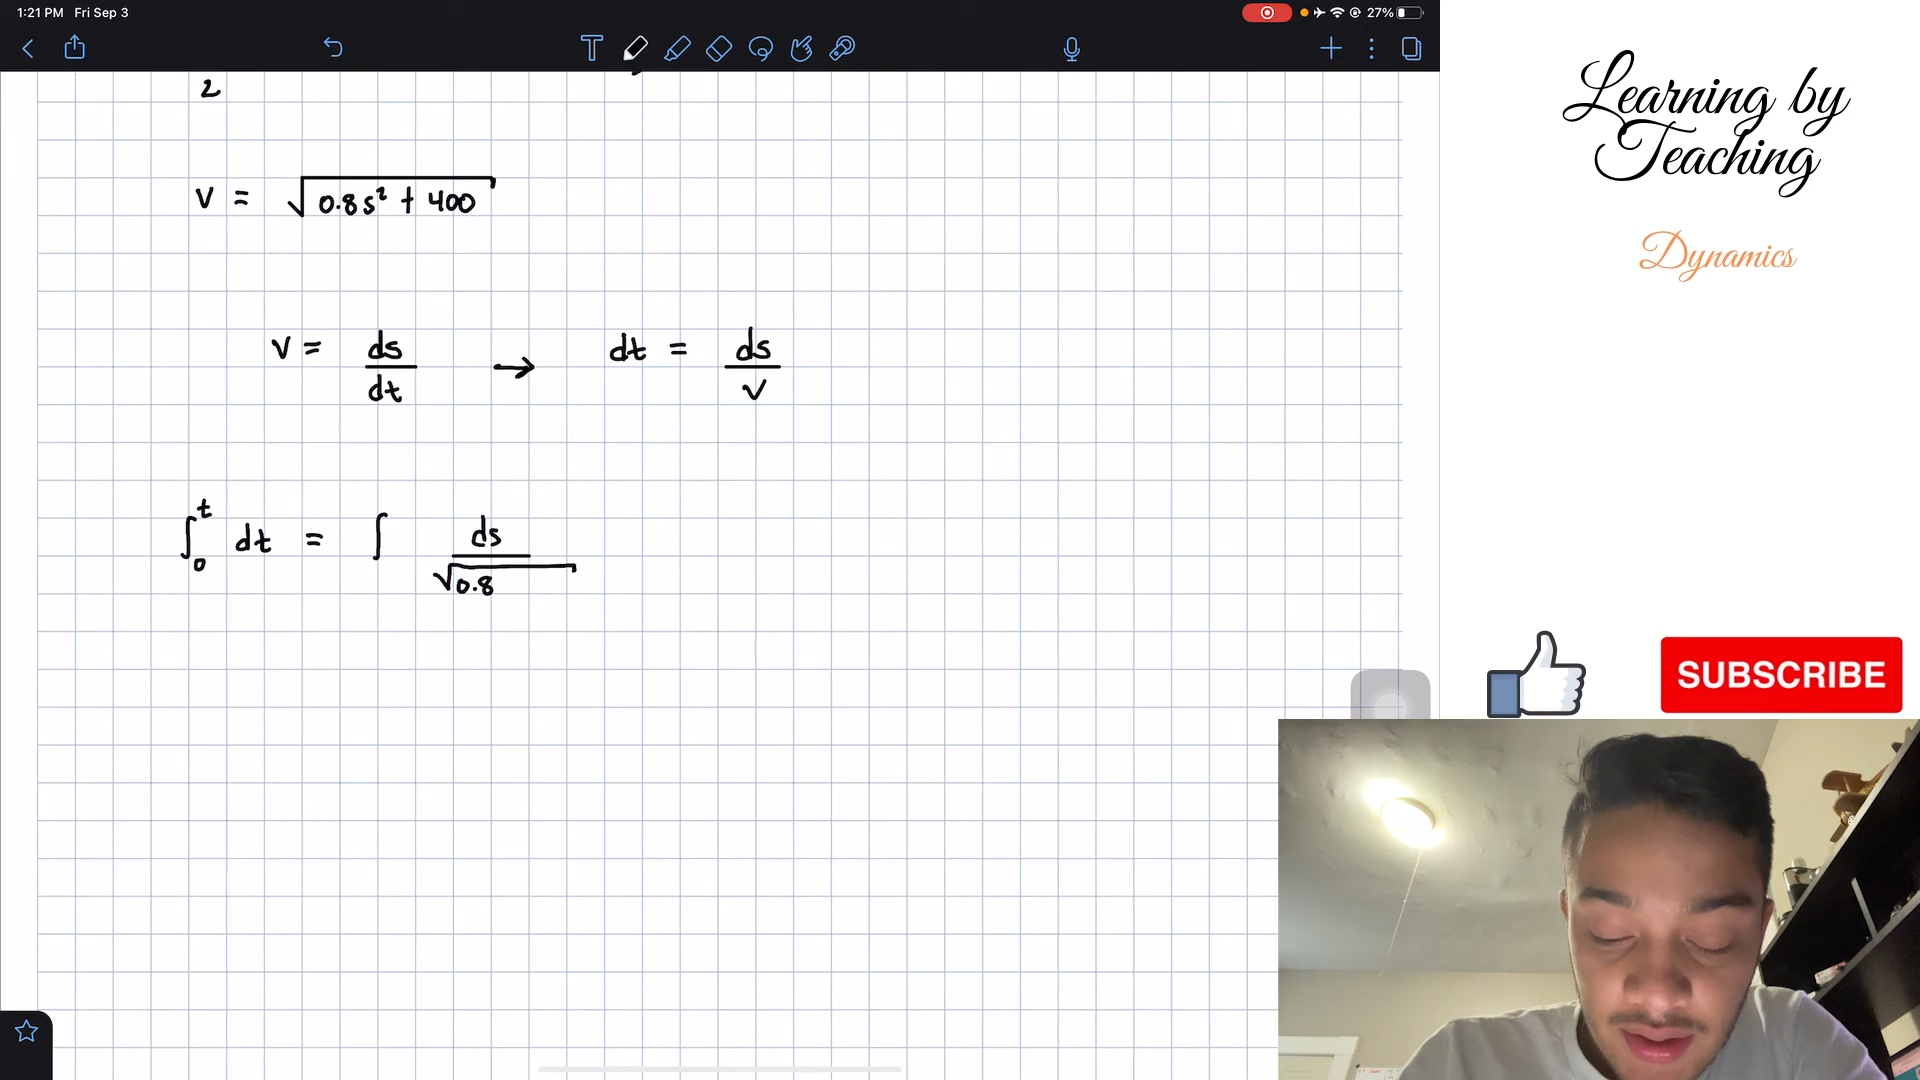 1:21 PM Fri Sep 3
27%
T
2
v = √(0.8s² + 400)
v = ds/dt → dt = ds/v
∫₀ᵗ dt = ∫ ds/√(0.8
Learning by
Teaching
Dynamics
SUBSCRIBE